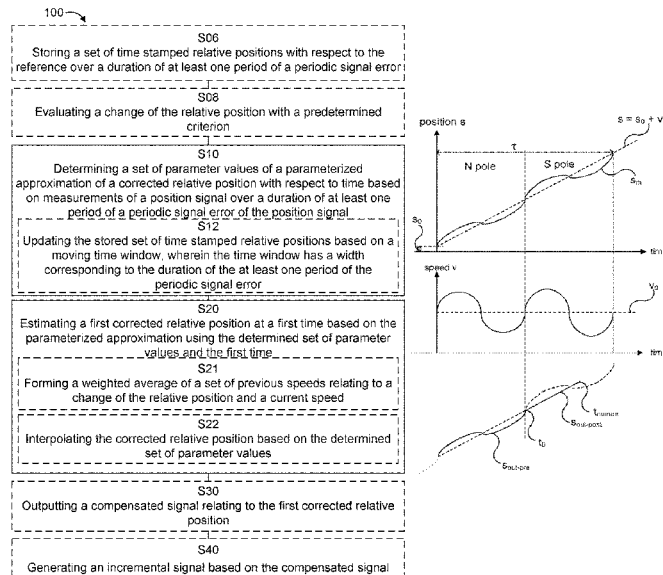 100
S06
Storing a set of time stamped relative positions with respect to the
reference over a duration of at least one period of a periodic signal error
S08
Evaluating a change of the relative position with a predetermined
criterion
S10
Determining a set of parameter values of a parameterized
approximation of a corrected relative position with respect to time based
on measurements of a position signal over a duration of at least one
period of a periodic signal error of the position signal
S12
Updating the stored set of time stamped relative positions based on a
moving time window, wherein the time window has a width
corresponding to the duration of the at least one period of the
periodic signal error
S20
Estimating a first corrected relative position at a first time based on the
parameterized approximation using the determined set of parameter
values and the first time
S21
Forming a weighted average of a set of previous speeds relating to a
change of the relative position and a current speed
S22
Interpolating the corrected relative position based on the determined
set of parameter values
S30
Outputting a compensated signal relating to the first corrected relative
position
S40
Generating an incremental signal based on the compensated signal
position s
s = s0 + v
τ
N pole
S pole
sm
s0
tim
speed v
v0
tim
sout-post
t0
sout-pre